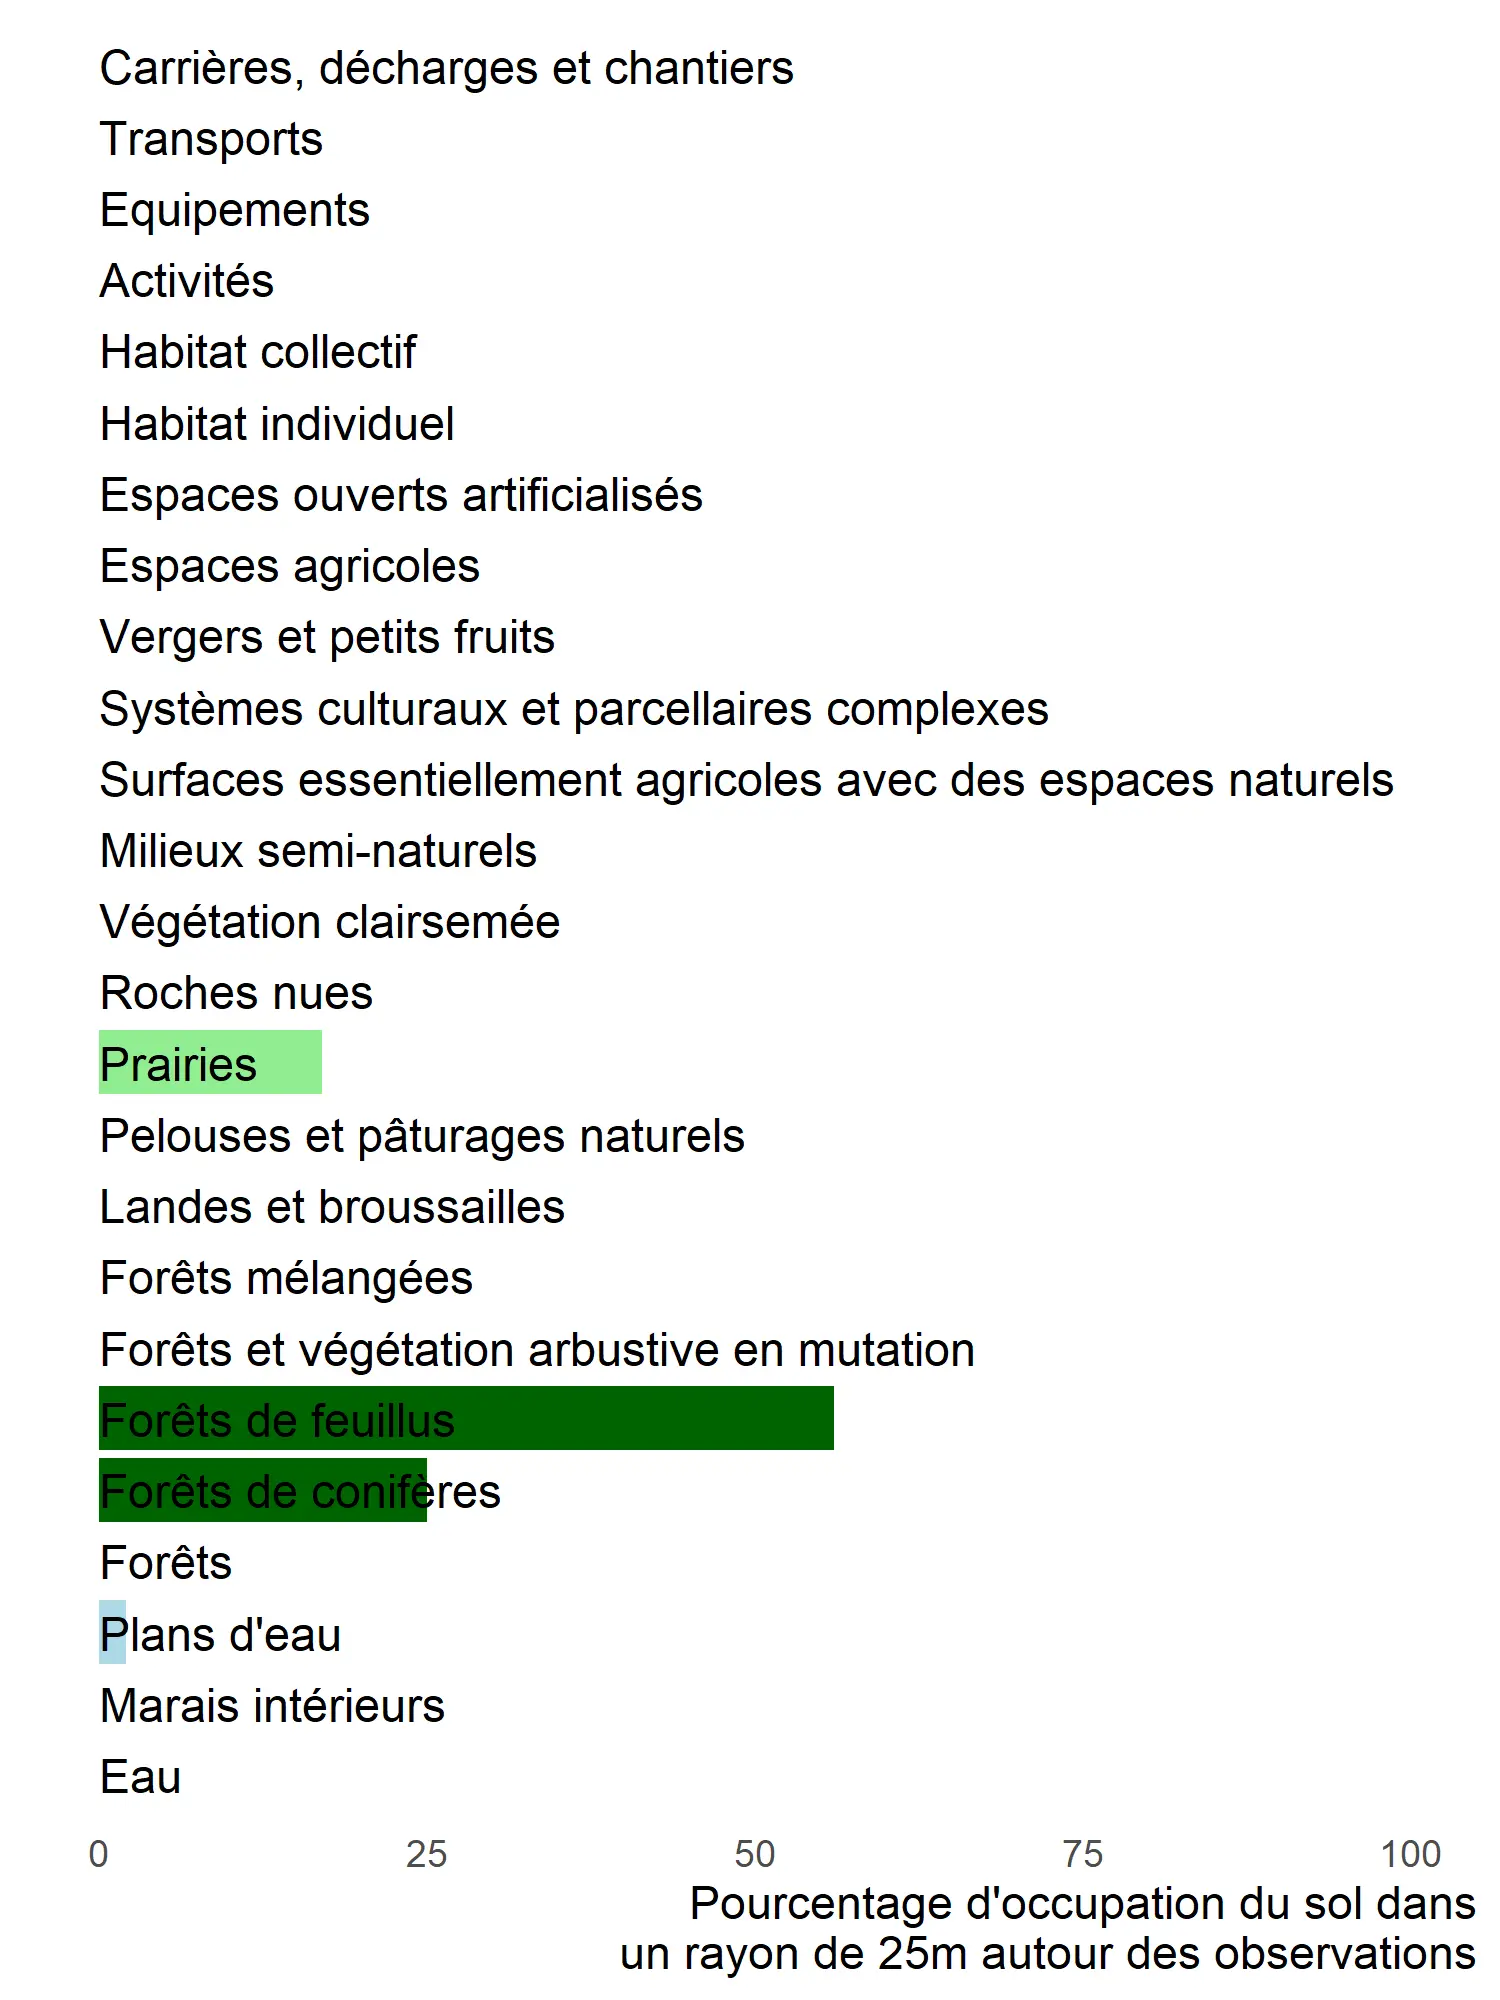 Carrières, décharges et chantiers
Transports
Equipements
Activités
Habitat collectif
Habitat individuel
Espaces ouverts artificialisés
Espaces agricoles
Vergers et petits fruits
Systèmes culturaux et parcellaires complexes
Surfaces essentiellement agricoles avec des espaces naturels
Milieux semi-naturels
Végétation clairsemée
Roches nues
Prairies
Pelouses et pâturages naturels
Landes et broussailles
Forêts mélangées
Forêts et végétation arbustive en mutation
Forêts de feuillus
Forêts de conifères
Forêts
Plans d'eau
Marais intérieurs
Eau
0 25 50 75 100
Pourcentage d'occupation du sol dans
un rayon de 25m autour des observations